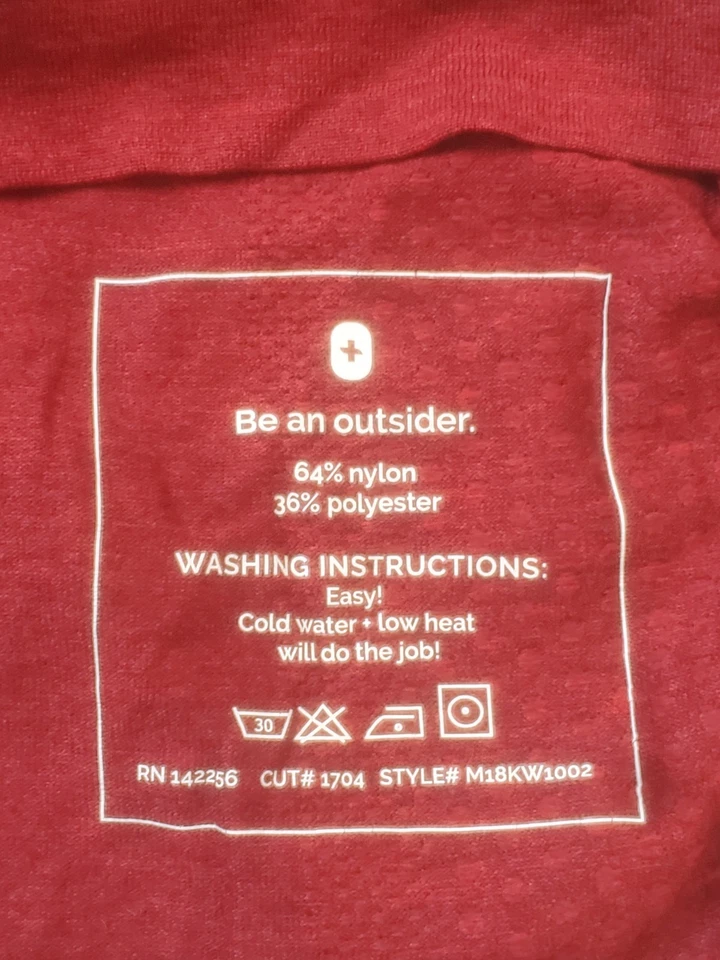 Be an outsider.
64% nylon
36% polyester
WASHING INSTRUCTIONS:
Easy!
Cold water + low heat
will do the job!
30
RN 142256 CUT# 1704 STYLE# M18KW1002